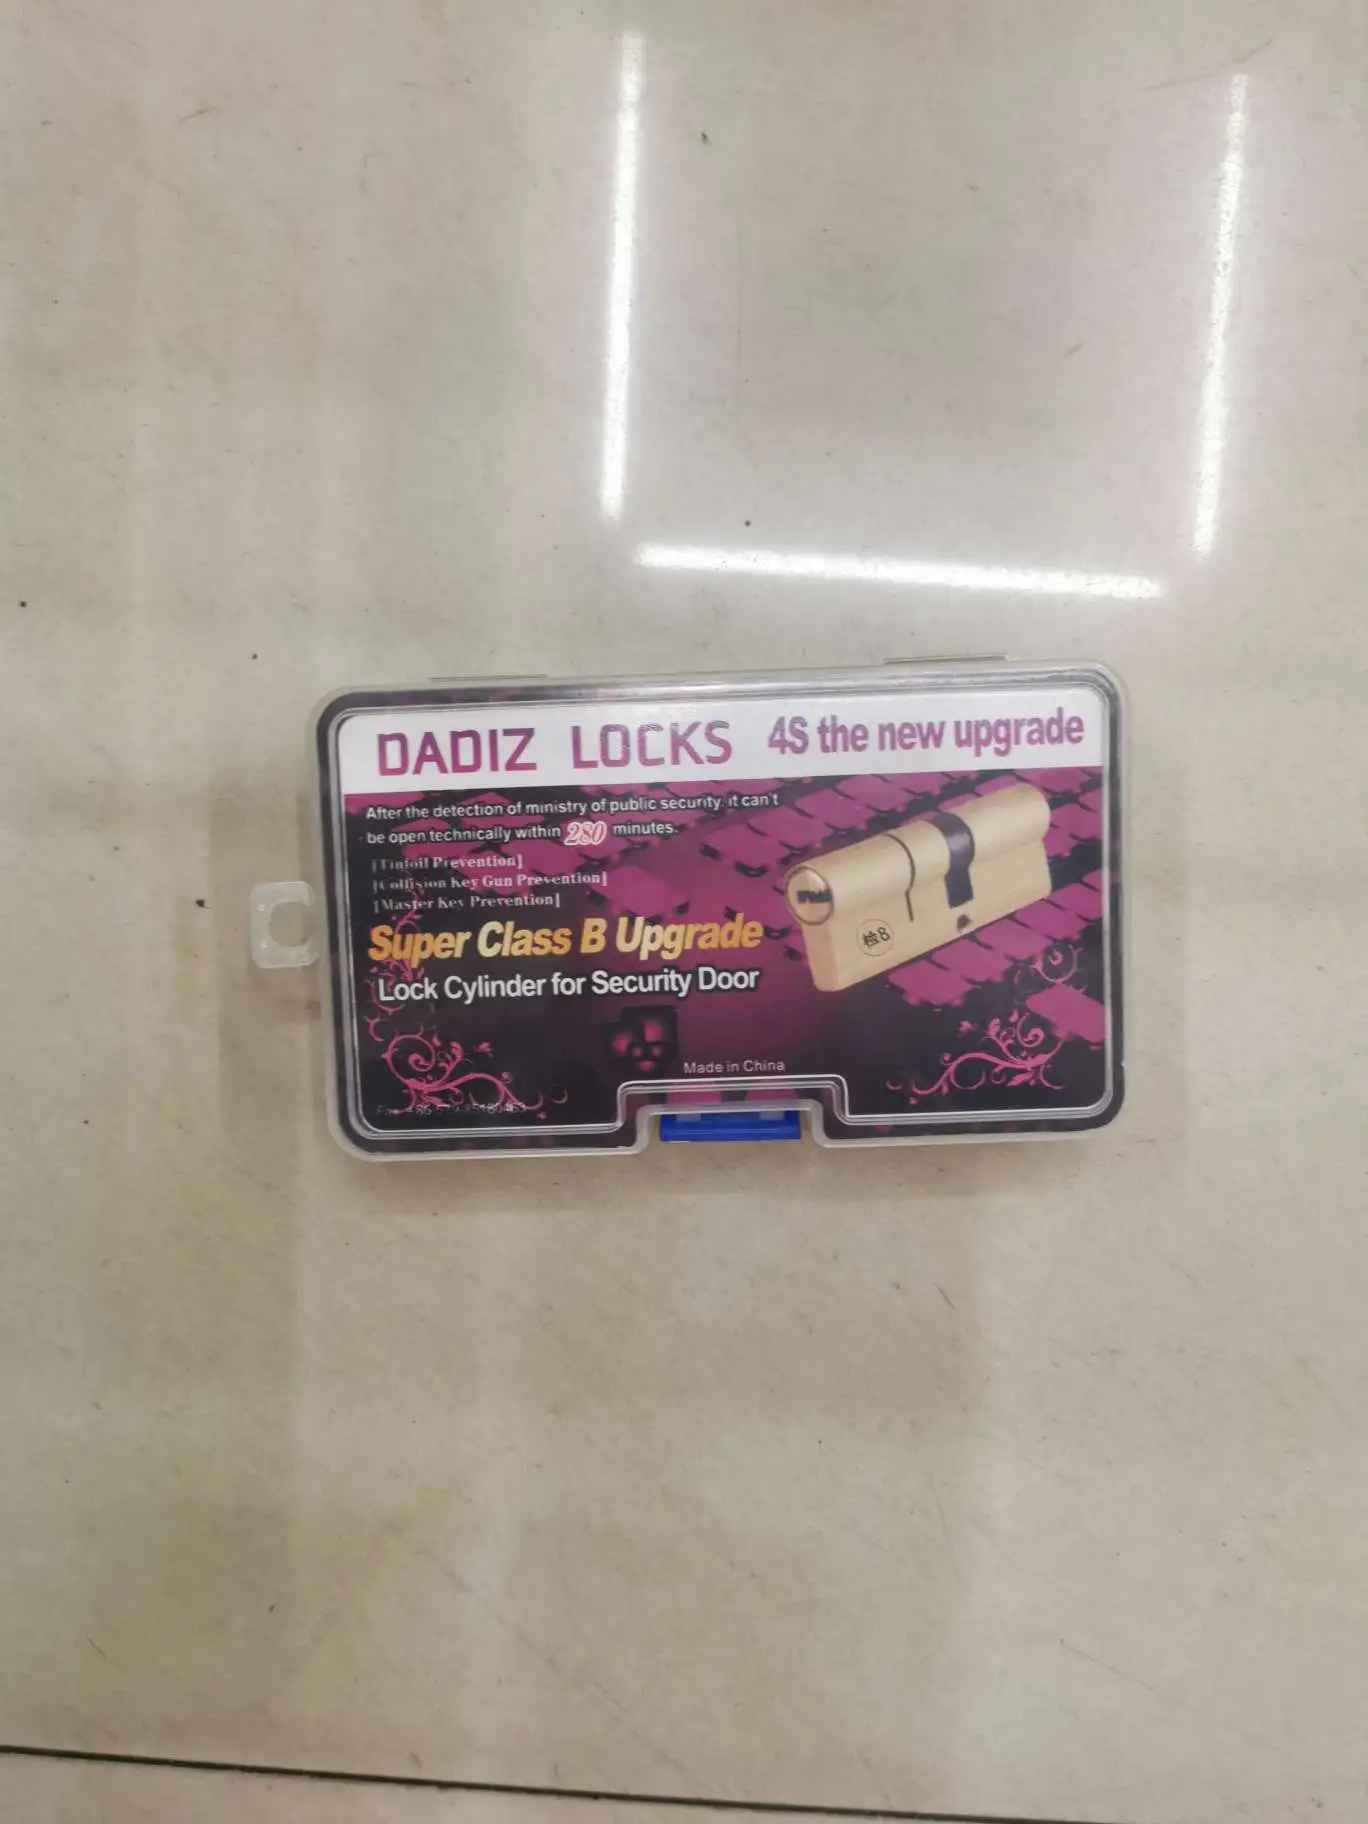 DADIZ LOCKS 4S the new upgrade
After the detection of ministry of public security, it can't
be open technically within 280 minutes.
[Tinfoil Prevention]
[Collision Key Gun Prevention]
[Master Key Prevention]
Super Class B Upgrade
Lock Cylinder for Security Door
检B
Made in China